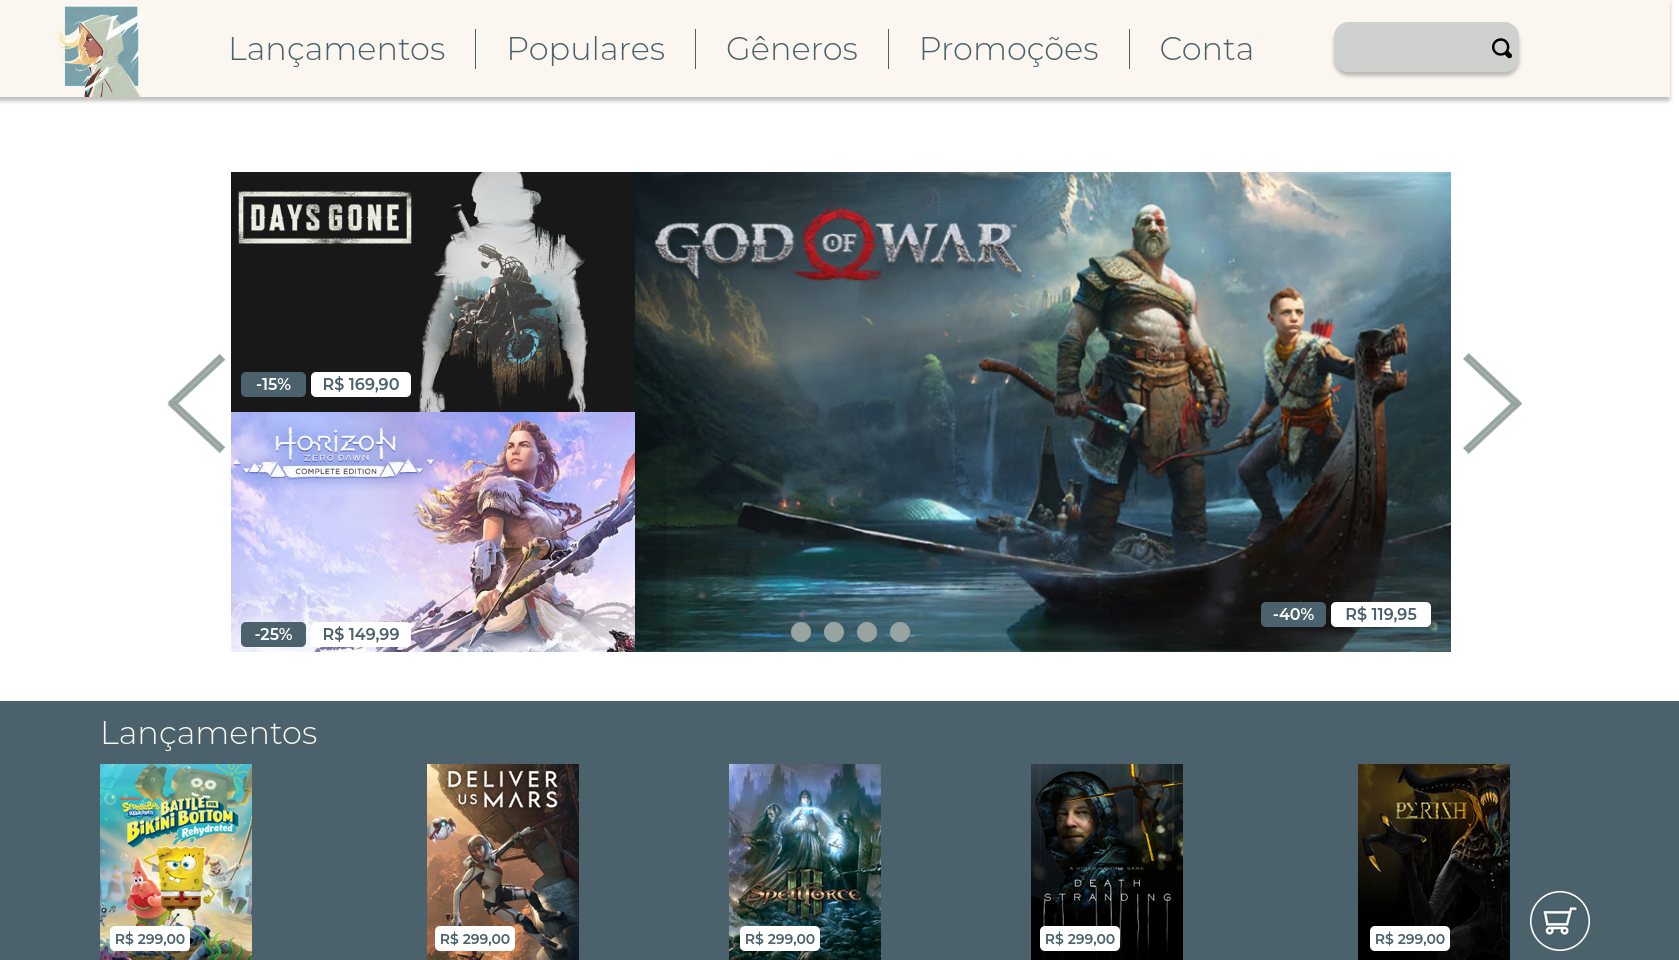 Lançamentos
Populares
Gêneros
Promoções
Conta
DAYS GONE
-15%
R$ 169,90
HORIZON
ZERO DAWN
COMPLETE EDITION
-25%
R$ 149,99
GOD OF WAR
-40%
R$ 119,95
Lançamentos
SpongeBob
SquarePants
BATTLE FOR
BIKINI BOTTOM
Rehydrated
R$ 299,00
DELIVER
US MARS
R$ 299,00
SPELLFORCE
III
R$ 299,00
DEATH
STRANDING
R$ 299,00
PERISH
R$ 299,00